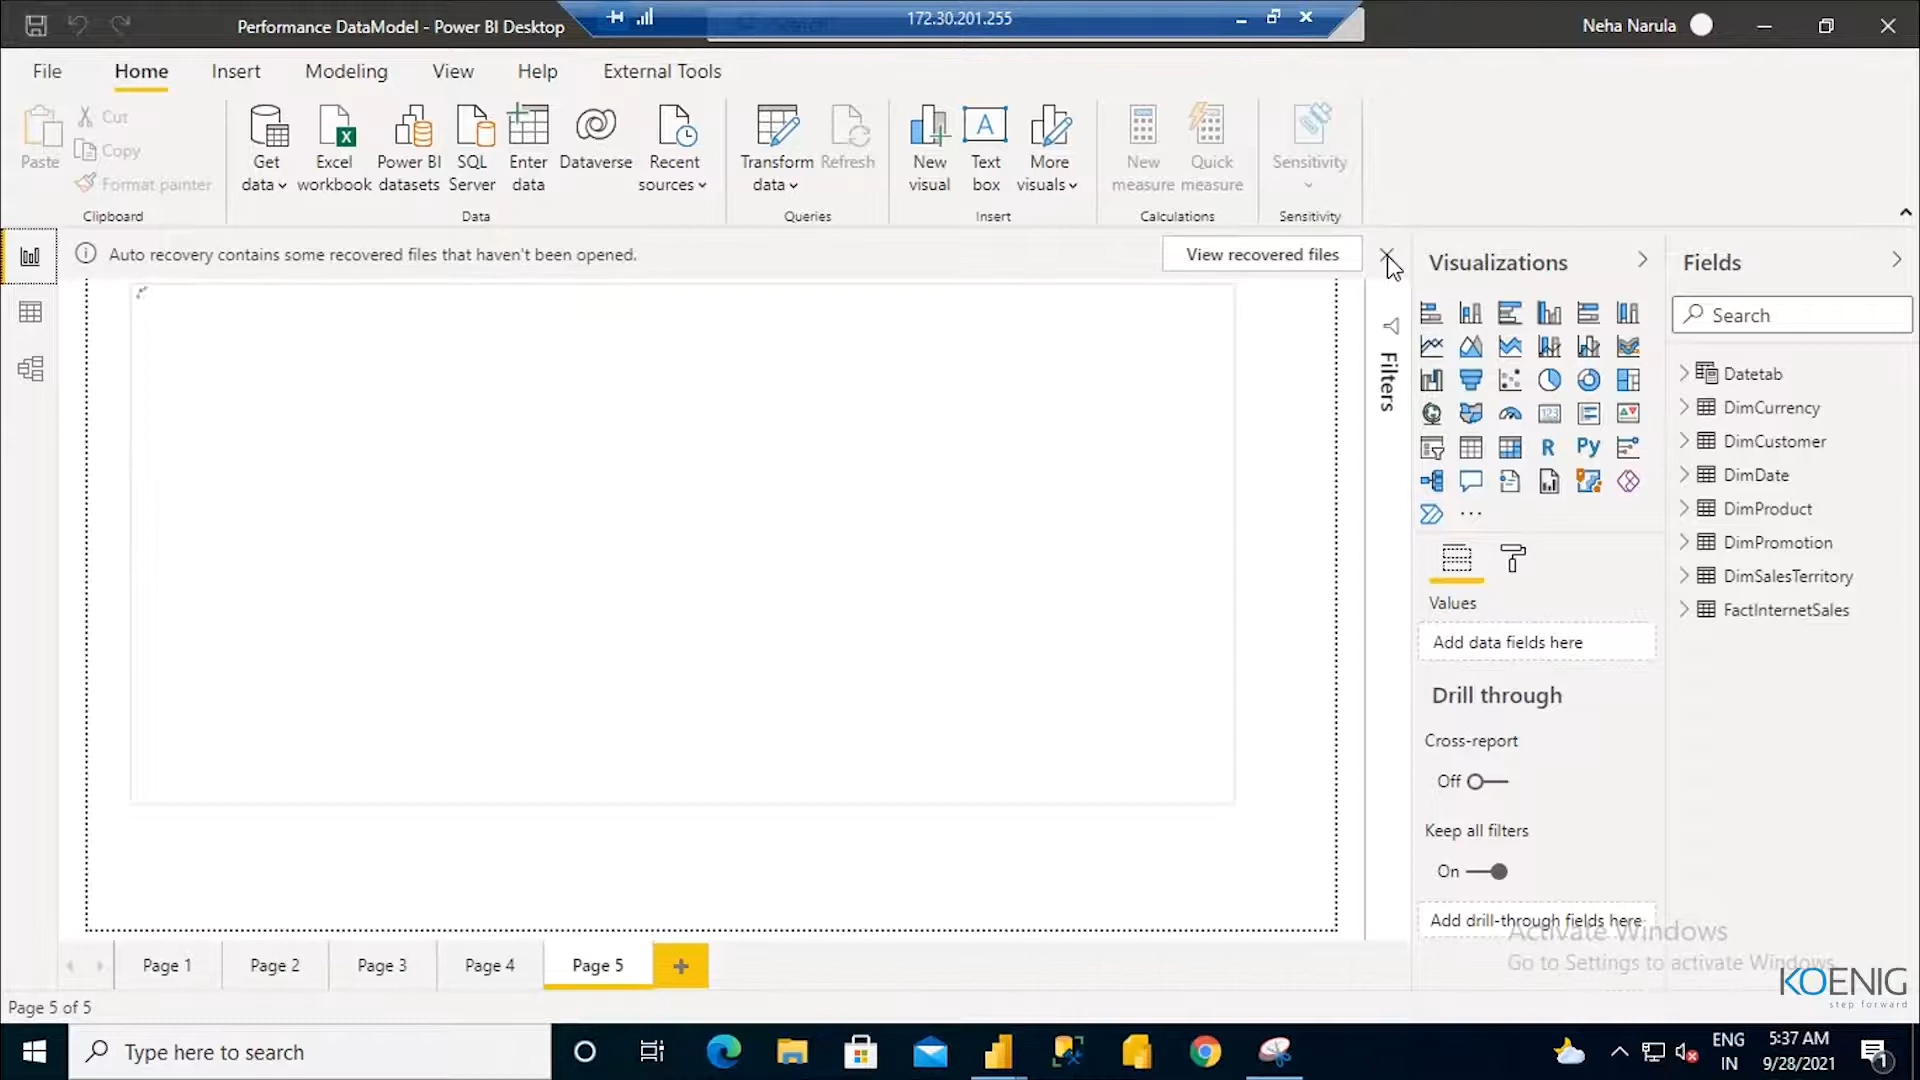 Performance DataModel - Power BI Desktop
172.30.201.255
Neha Narula
File
Home
Insert
Modeling
View
Help
External Tools
Paste
Cut
Copy
Format painter
Clipboard
Get data
Excel workbook
Power BI datasets
SQL Server
Enter data
Dataverse
Recent sources
Data
Transform data
Refresh
Queries
New visual
Text box
More visuals
Insert
New measure
Quick measure
Calculations
Sensitivity
Sensitivity
Auto recovery contains some recovered files that haven't been opened.
View recovered files
Filters
Visualizations
R
Py
123
Values
Add data fields here
Drill through
Cross-report
Off
Keep all filters
On
Add drill-through fields here
Fields
Search
Datetab
DimCurrency
DimCustomer
DimDate
DimProduct
DimPromotion
DimSalesTerritory
FactInternetSales
Activate Windows
Go to Settings to activate Windows.
KOENIG
step forward
Page 1
Page 2
Page 3
Page 4
Page 5
Page 5 of 5
Type here to search
ENG
IN
5:37 AM
9/28/2021
1